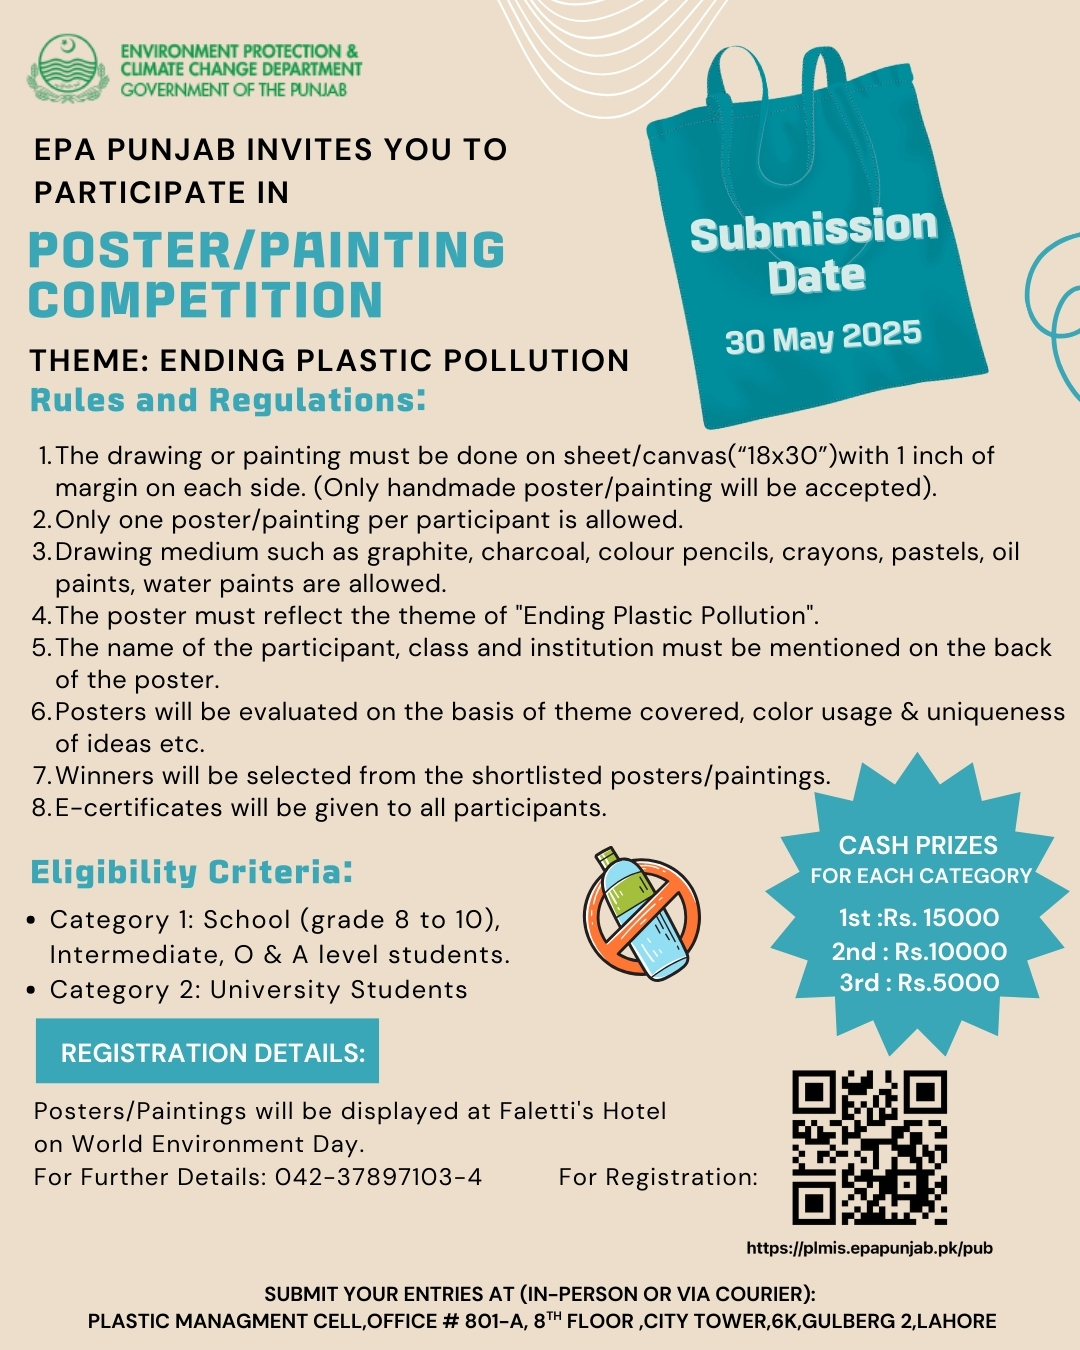 ENVIRONMENT PROTECTION &
CLIMATE CHANGE DEPARTMENT
GOVERNMENT OF THE PUNJAB
EPA PUNJAB INVITES YOU TO
PARTICIPATE IN
POSTER/PAINTING
COMPETITION
Submission
Date
30 May 2025
THEME: ENDING PLASTIC POLLUTION
Rules and Regulations:
1. The drawing or painting must be done on sheet/canvas(“18x30”)with 1 inch of
margin on each side. (Only handmade poster/painting will be accepted).
2. Only one poster/painting per participant is allowed.
3. Drawing medium such as graphite, charcoal, colour pencils, crayons, pastels, oil
paints, water paints are allowed.
4. The poster must reflect the theme of "Ending Plastic Pollution".
5. The name of the participant, class and institution must be mentioned on the back
of the poster.
6. Posters will be evaluated on the basis of theme covered, color usage & uniqueness
of ideas etc.
7. Winners will be selected from the shortlisted posters/paintings.
8. E-certificates will be given to all participants.
Eligibility Criteria:
• Category 1: School (grade 8 to 10),
Intermediate, O & A level students.
• Category 2: University Students
CASH PRIZES
FOR EACH CATEGORY
1st :Rs. 15000
2nd : Rs.10000
3rd : Rs.5000
REGISTRATION DETAILS:
Posters/Paintings will be displayed at Faletti's Hotel
on World Environment Day.
For Further Details: 042-37897103-4
For Registration:
https://plmis.epapunjab.pk/pub
SUBMIT YOUR ENTRIES AT (IN-PERSON OR VIA COURIER):
PLASTIC MANAGMENT CELL,OFFICE # 801-A, 8TH FLOOR ,CITY TOWER,6K,GULBERG 2,LAHORE